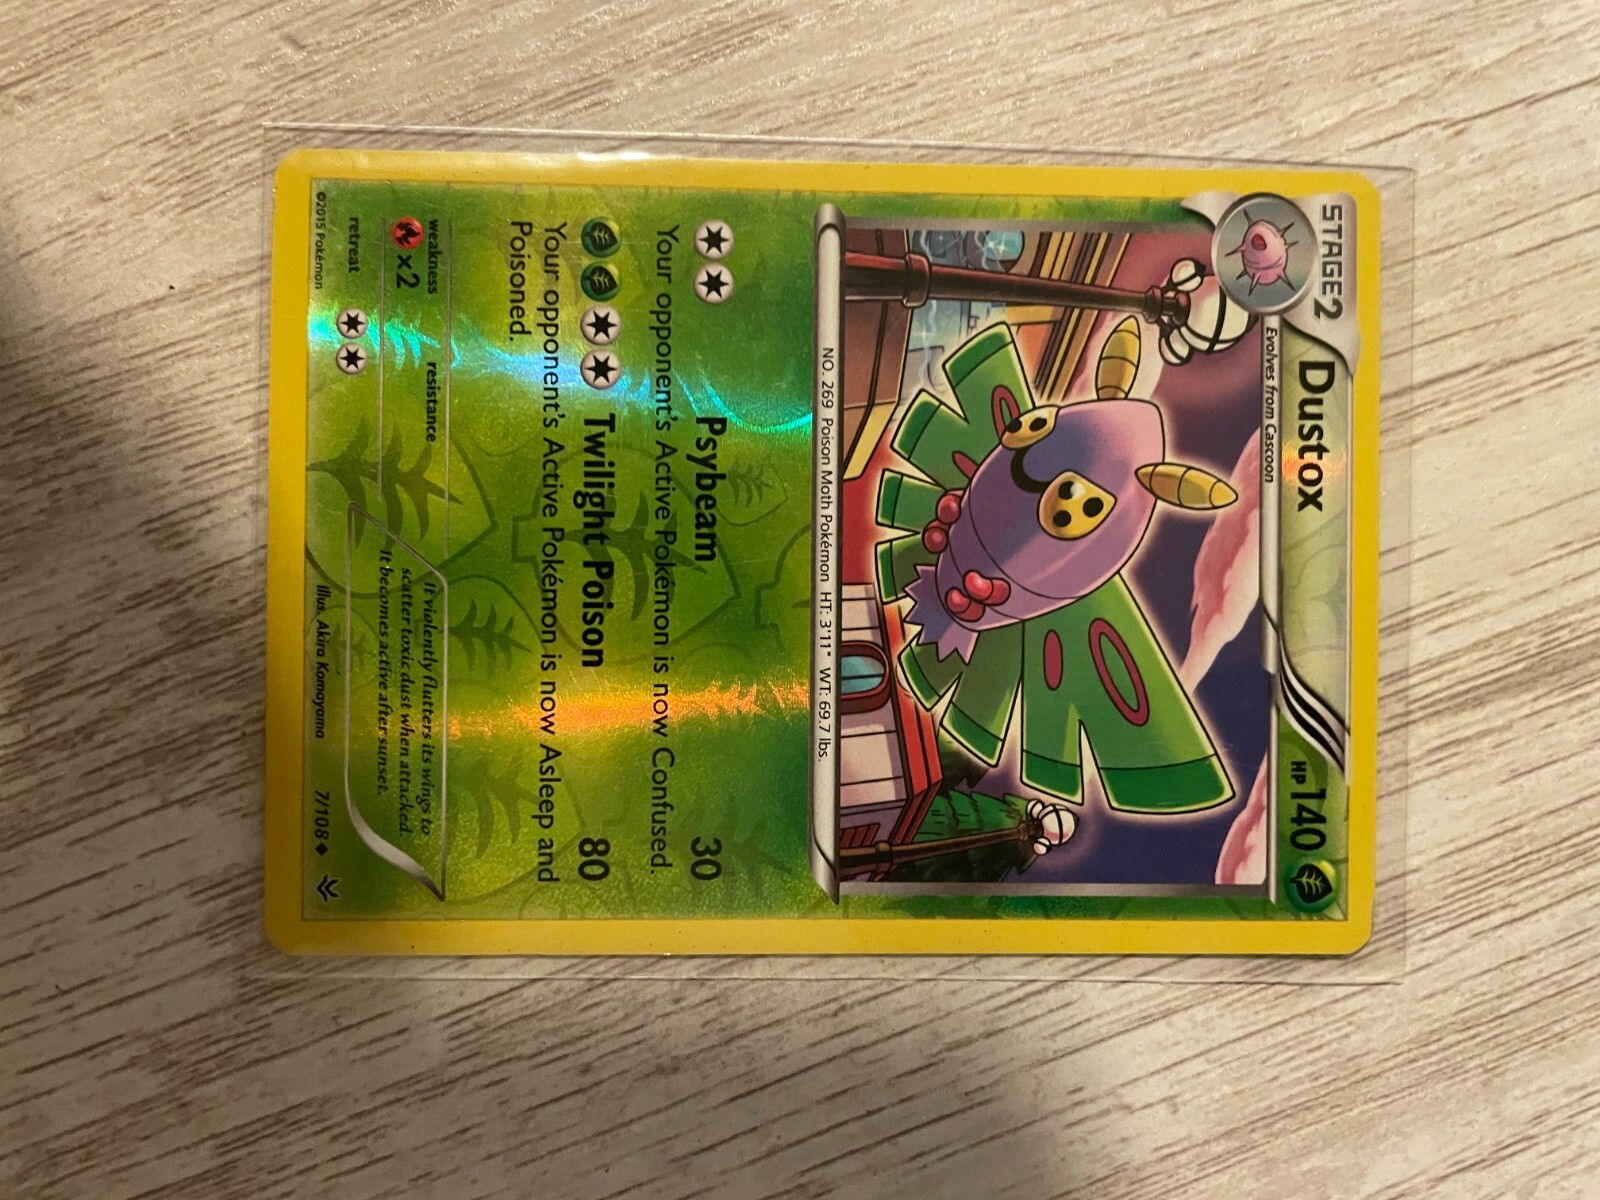 STAGE2
Dustox
HP 140
Evolves from Cascoon
NO. 269 Poison Moth Pokémon HT: 3'11" WT: 69.7 lbs.
Psybeam 30
Your opponent's Active Pokémon is now Confused.
Twilight Poison 80
Your opponent's Active Pokémon is now Asleep and
Poisoned.
weakness resistance
×2
retreat
It violently flutters its wings to
scatter toxic dust when attacked.
It becomes active after sunset.
©2015 Pokémon Illus. Akira Komayama 7/108